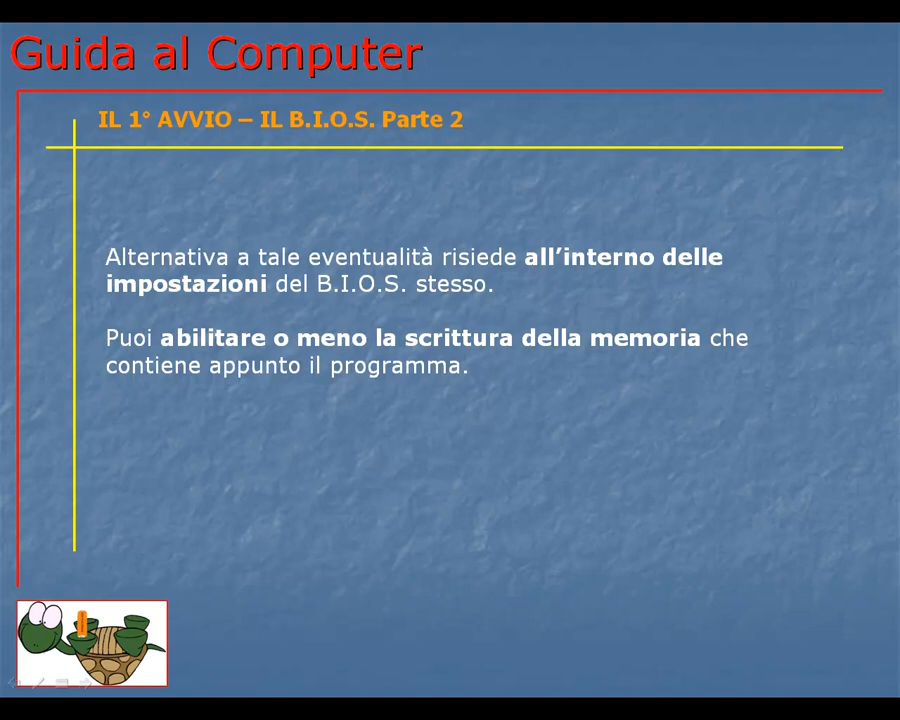 Guida al Computer
IL 1° AVVIO – IL B.I.O.S. Parte 2
Alternativa a tale eventualità risiede all’interno delle
impostazioni del B.I.O.S. stesso.
Puoi abilitare o meno la scrittura della memoria che
contiene appunto il programma.